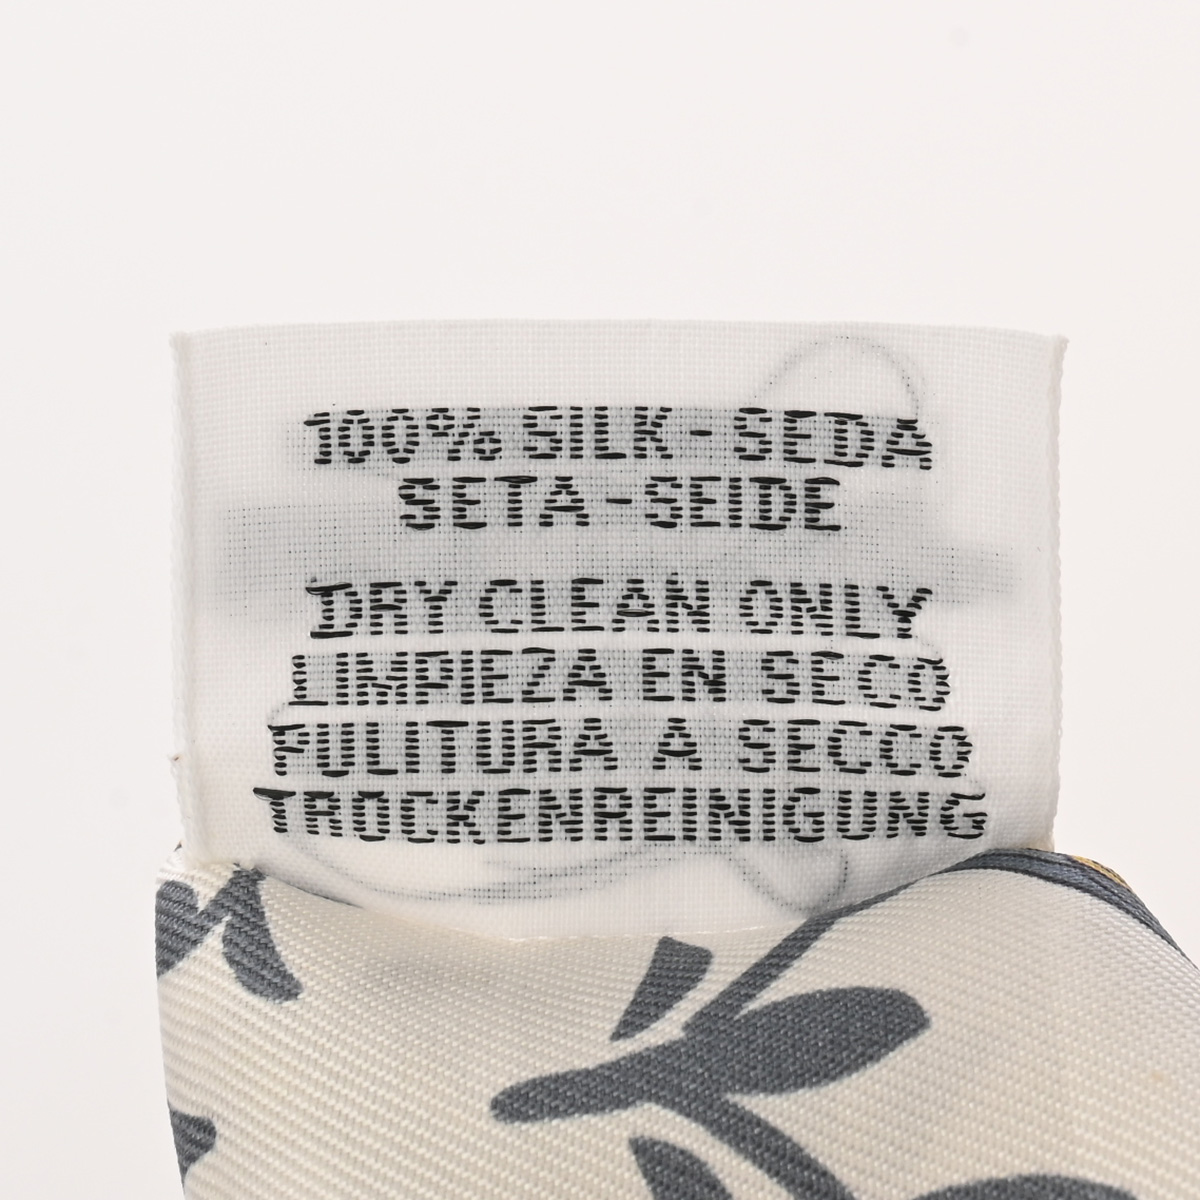 100% SILK-SEDA
SETA-SEIDE
DRY CLEAN ONLY
LIMPIEZA EN SECO
PULITURA A SECCO
TROCKENREINIGUNG